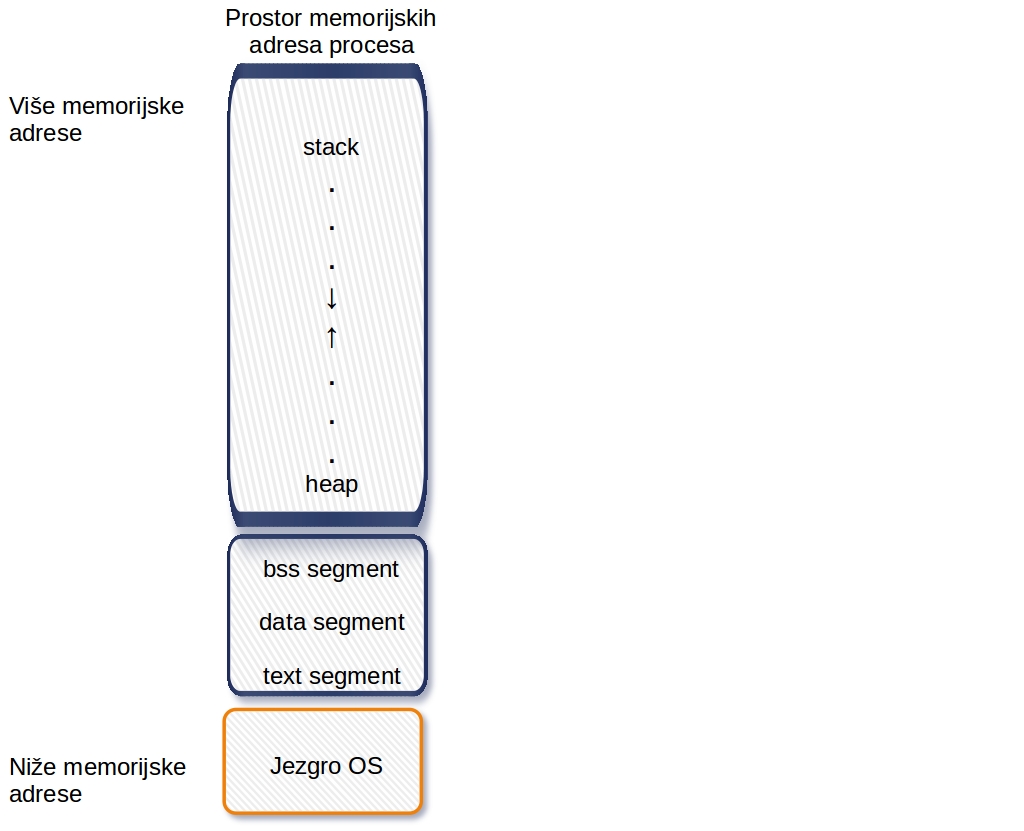 Prostor memorijskih
adresa procesa
Više memorijske
adrese
stack
.
.
.
↓
↑
.
.
.
heap
bss segment
data segment
text segment
Jezgro OS
Niže memorijske
adrese